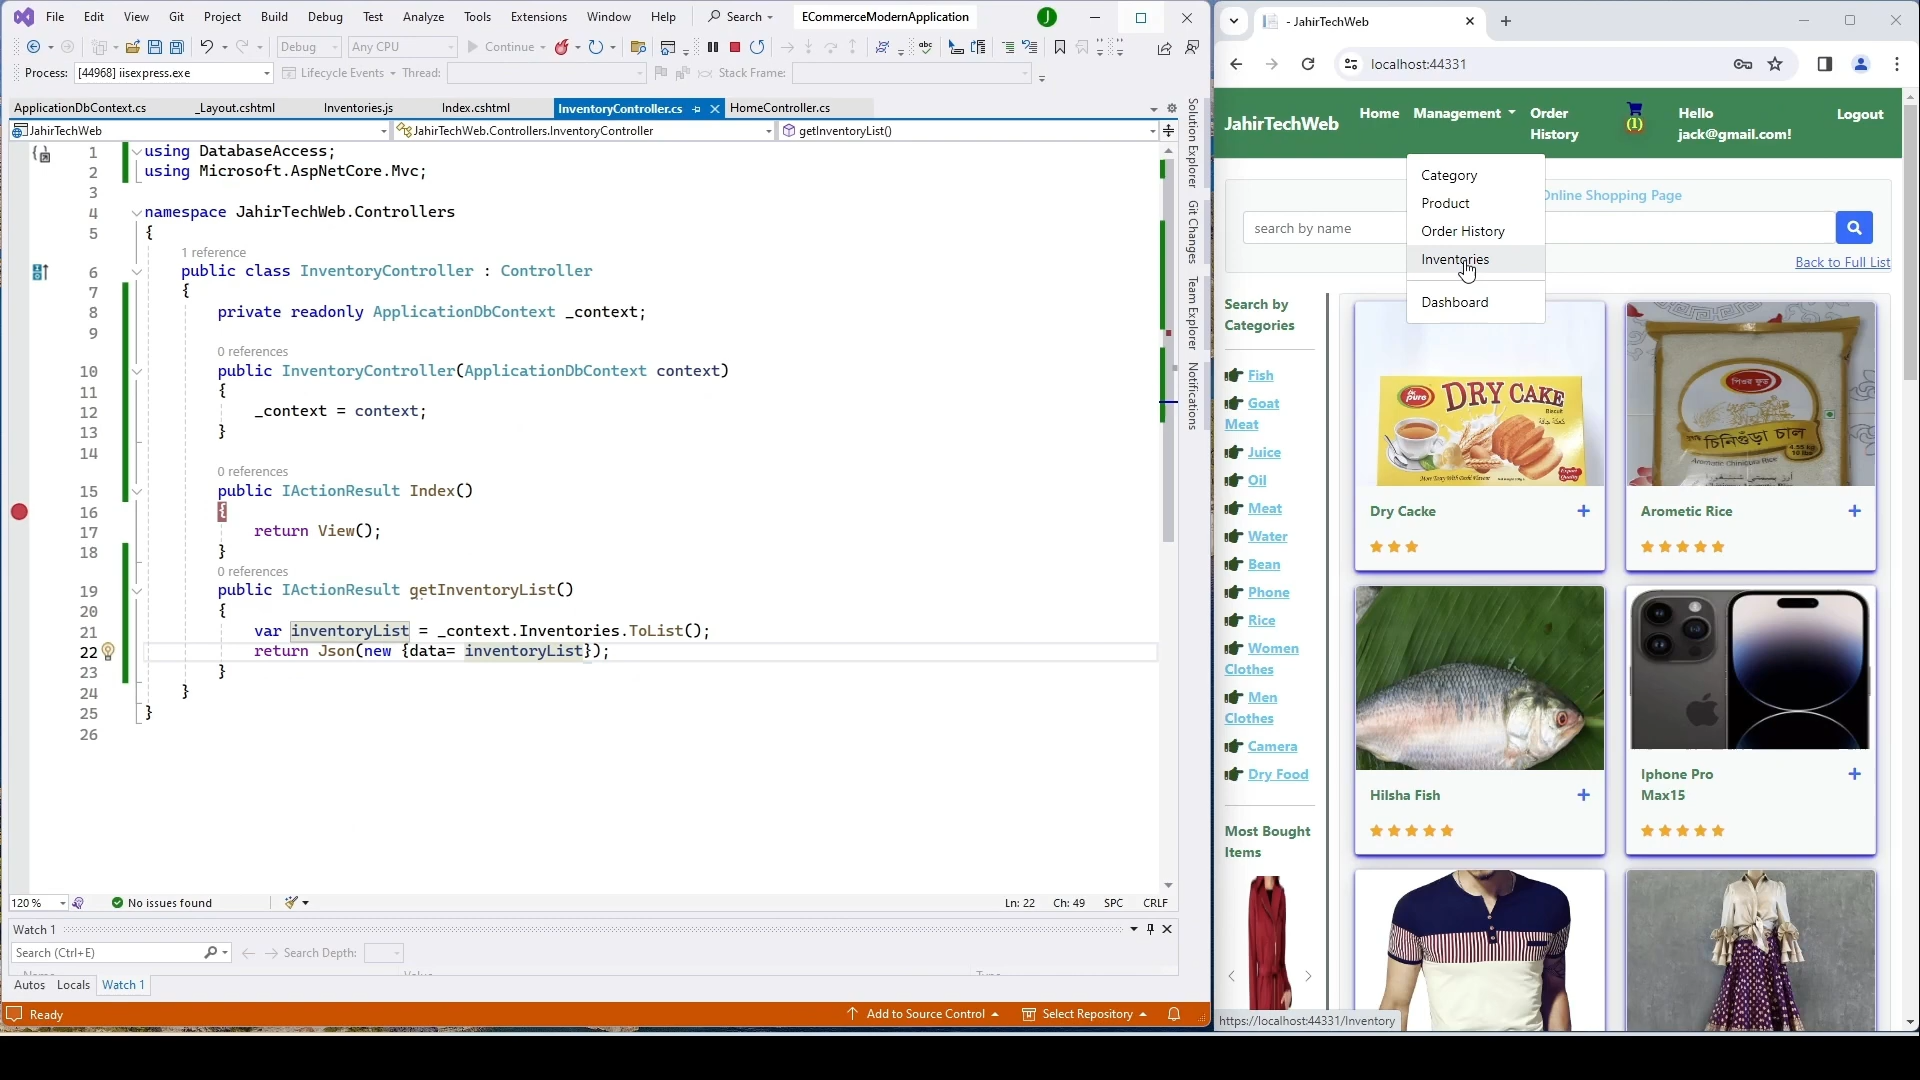 File Edit View Git Project Build Debug Test Analyze Tools Extensions Window Help Search ECommerceModernApplication J
Debug Any CPU Continue
Process: [44968] iisexpress.exe Lifecycle Events Thread: Stack Frame:
ApplicationDbContext.cs _Layout.cshtml Inventories.js Index.cshtml InventoryController.cs HomeController.cs
JahirTechWeb JahirTechWeb.Controllers.InventoryController getInventoryList()
1 using DatabaseAccess;
2 using Microsoft.AspNetCore.Mvc;
3
4 namespace JahirTechWeb.Controllers
5 {
1 reference
6 public class InventoryController : Controller
7 {
8 private readonly ApplicationDbContext _context;
9
0 references
10 public InventoryController(ApplicationDbContext context)
11 {
12 _context = context;
13 }
14
0 references
15 public IActionResult Index()
16 {
17 return View();
18 }
0 references
19 public IActionResult getInventoryList()
20 {
21 var inventoryList = _context.Inventories.ToList();
22 return Json(new {data= inventoryList});
23 }
24 }
25 }
26
Solution Explorer
Git Changes
Team Explorer
Notifications
120 % No issues found Ln: 22 Ch: 49 SPC CRLF
Watch 1
Search (Ctrl+E) Search Depth:
Name Value Type
Autos Locals Watch 1
Ready Add to Source Control Select Repository
- JahirTechWeb
localhost:44331
JahirTechWeb
Home
Management
Order
History
(1)
Hello
jack@gmail.com!
Logout
Category
Product
Order History
Inventories
Dashboard
Online Shopping Page
search by name
Back to Full List
Search by
Categories
Fish
Goat
Meat
Juice
Oil
Meat
Water
Bean
Phone
Rice
Women
Clothes
Men
Clothes
Camera
Dry Food
Most Bought
Items
pure
DRY CAKE
Biscuit
Dry Cacke
চিনিগুঁড়া চাল
Aromatic Chinigura Rice
Arometic Rice
Hilsha Fish
Iphone Pro
Max15
https://localhost:44331/Inventory